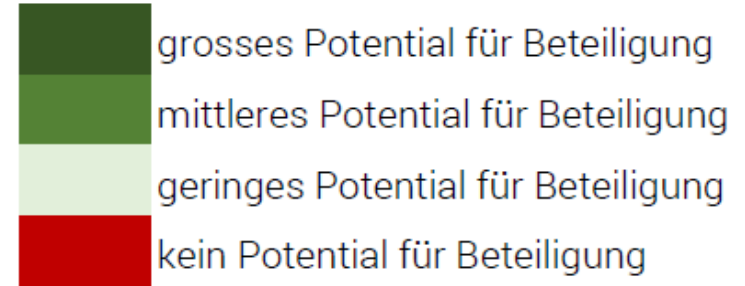 grosses Potential für Beteiligung
mittleres Potential für Beteiligung
geringes Potential für Beteiligung
kein Potential für Beteiligung